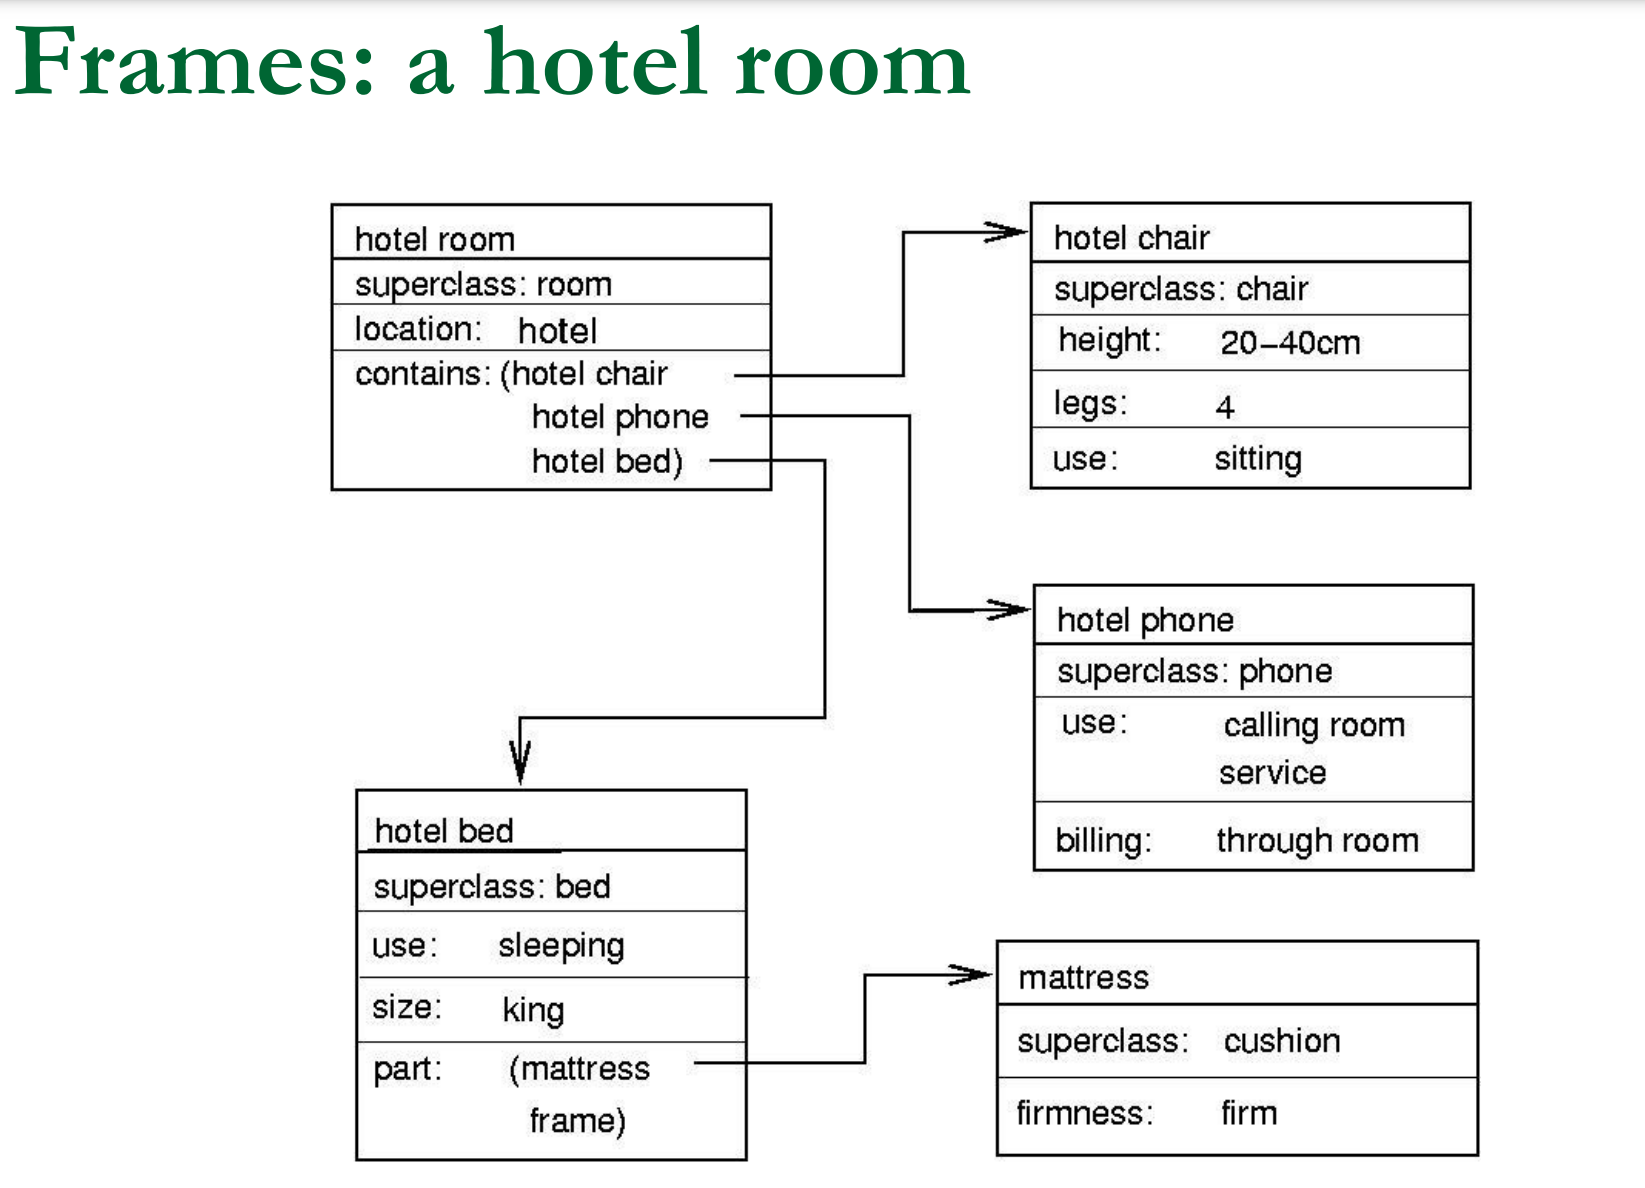 Frames: a hotel room
hotel room
superclass: room
location: hotel
contains: (hotel chair
hotel phone
hotel bed)
hotel chair
superclass: chair
height: 20–40cm
legs: 4
use: sitting
hotel phone
superclass: phone
use: calling room
service
billing: through room
hotel bed
superclass: bed
use: sleeping
size: king
part: (mattress
frame)
mattress
superclass: cushion
firmness: firm